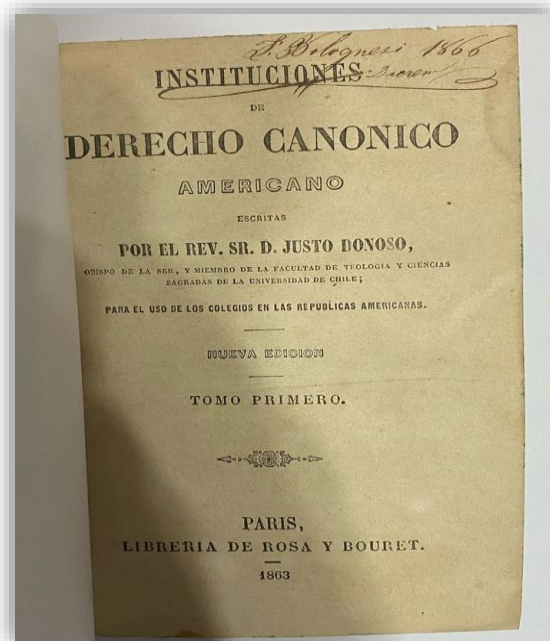 F. Bolognesi 1866
INSTITUCIONES
DE
DERECHO CANONICO
AMERICANO
ESCRITAS
POR EL REV. SR. D. JUSTO DONOSO,
OBISPO DE LA SER, Y MIEMBRO DE LA FACULTAD DE TEOLOGIA Y CIENCIAS
SAGRADAS DE LA UNIVERSIDAD DE CHILE;
PARA EL USO DE LOS COLEGIOS EN LAS REPUBLICAS AMERICANAS.
NUEVA EDICION
TOMO PRIMERO.
PARIS,
LIBRERIA DE ROSA Y BOURET.
1863